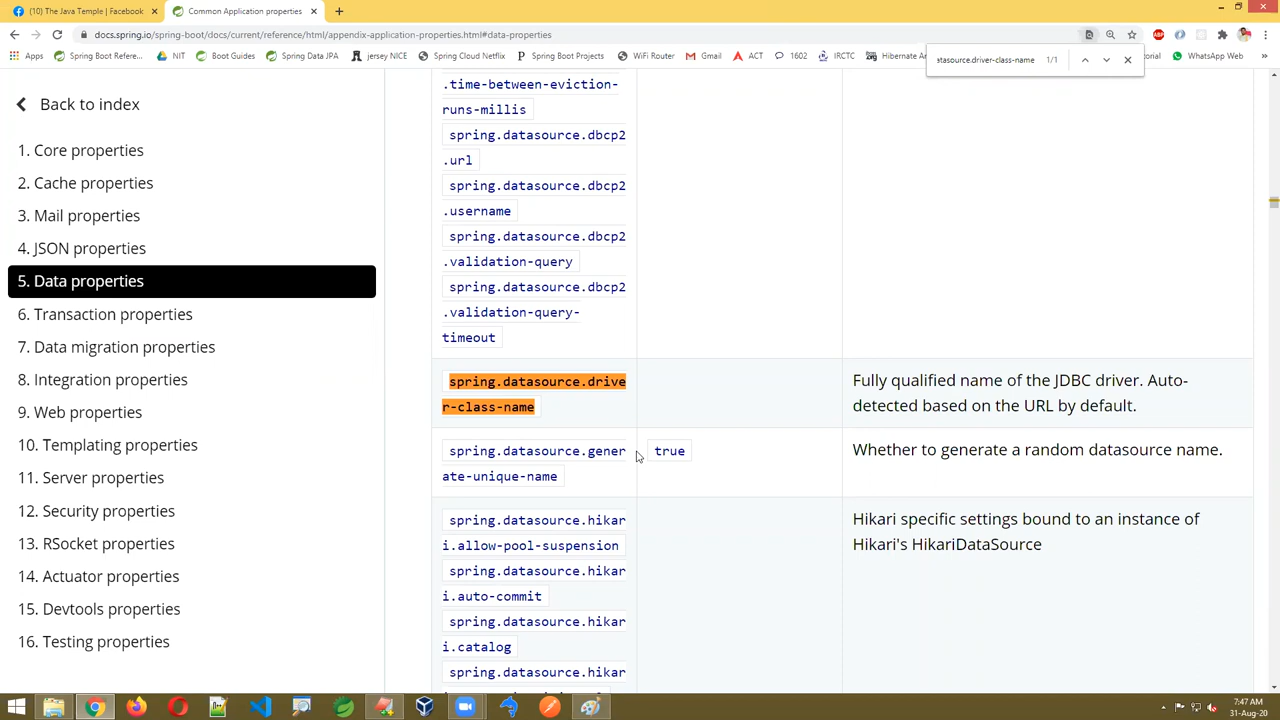 (10) The Java Temple | Facebook
Common Application properties
docs.spring.io/spring-boot/docs/current/reference/html/appendix-application-properties.html#data-properties
Apps
Spring Boot Reference
NIT
Boot Guides
Spring Data JPA
jersey NICE
Spring Cloud Netflix
Spring Boot Projects
WiFi Router
Gmail
ACT
1602
IRCTC
Hibernate
torial
WhatsApp Web
atasource.driver-class-name 1/1
Back to index
1. Core properties
2. Cache properties
3. Mail properties
4. JSON properties
5. Data properties
6. Transaction properties
7. Data migration properties
8. Integration properties
9. Web properties
10. Templating properties
11. Server properties
12. Security properties
13. RSocket properties
14. Actuator properties
15. Devtools properties
16. Testing properties
.time-between-eviction-
runs-millis
spring.datasource.dbcp2
.url
spring.datasource.dbcp2
.username
spring.datasource.dbcp2
.validation-query
spring.datasource.dbcp2
.validation-query-
timeout
spring.datasource.drive
r-class-name
Fully qualified name of the JDBC driver. Auto-
detected based on the URL by default.
spring.datasource.gener
ate-unique-name
true
Whether to generate a random datasource name.
spring.datasource.hikar
i.allow-pool-suspension
spring.datasource.hikar
i.auto-commit
spring.datasource.hikar
i.catalog
spring.datasource.hikar
Hikari specific settings bound to an instance of
Hikari's HikariDataSource
7:47 AM
31-Aug-20